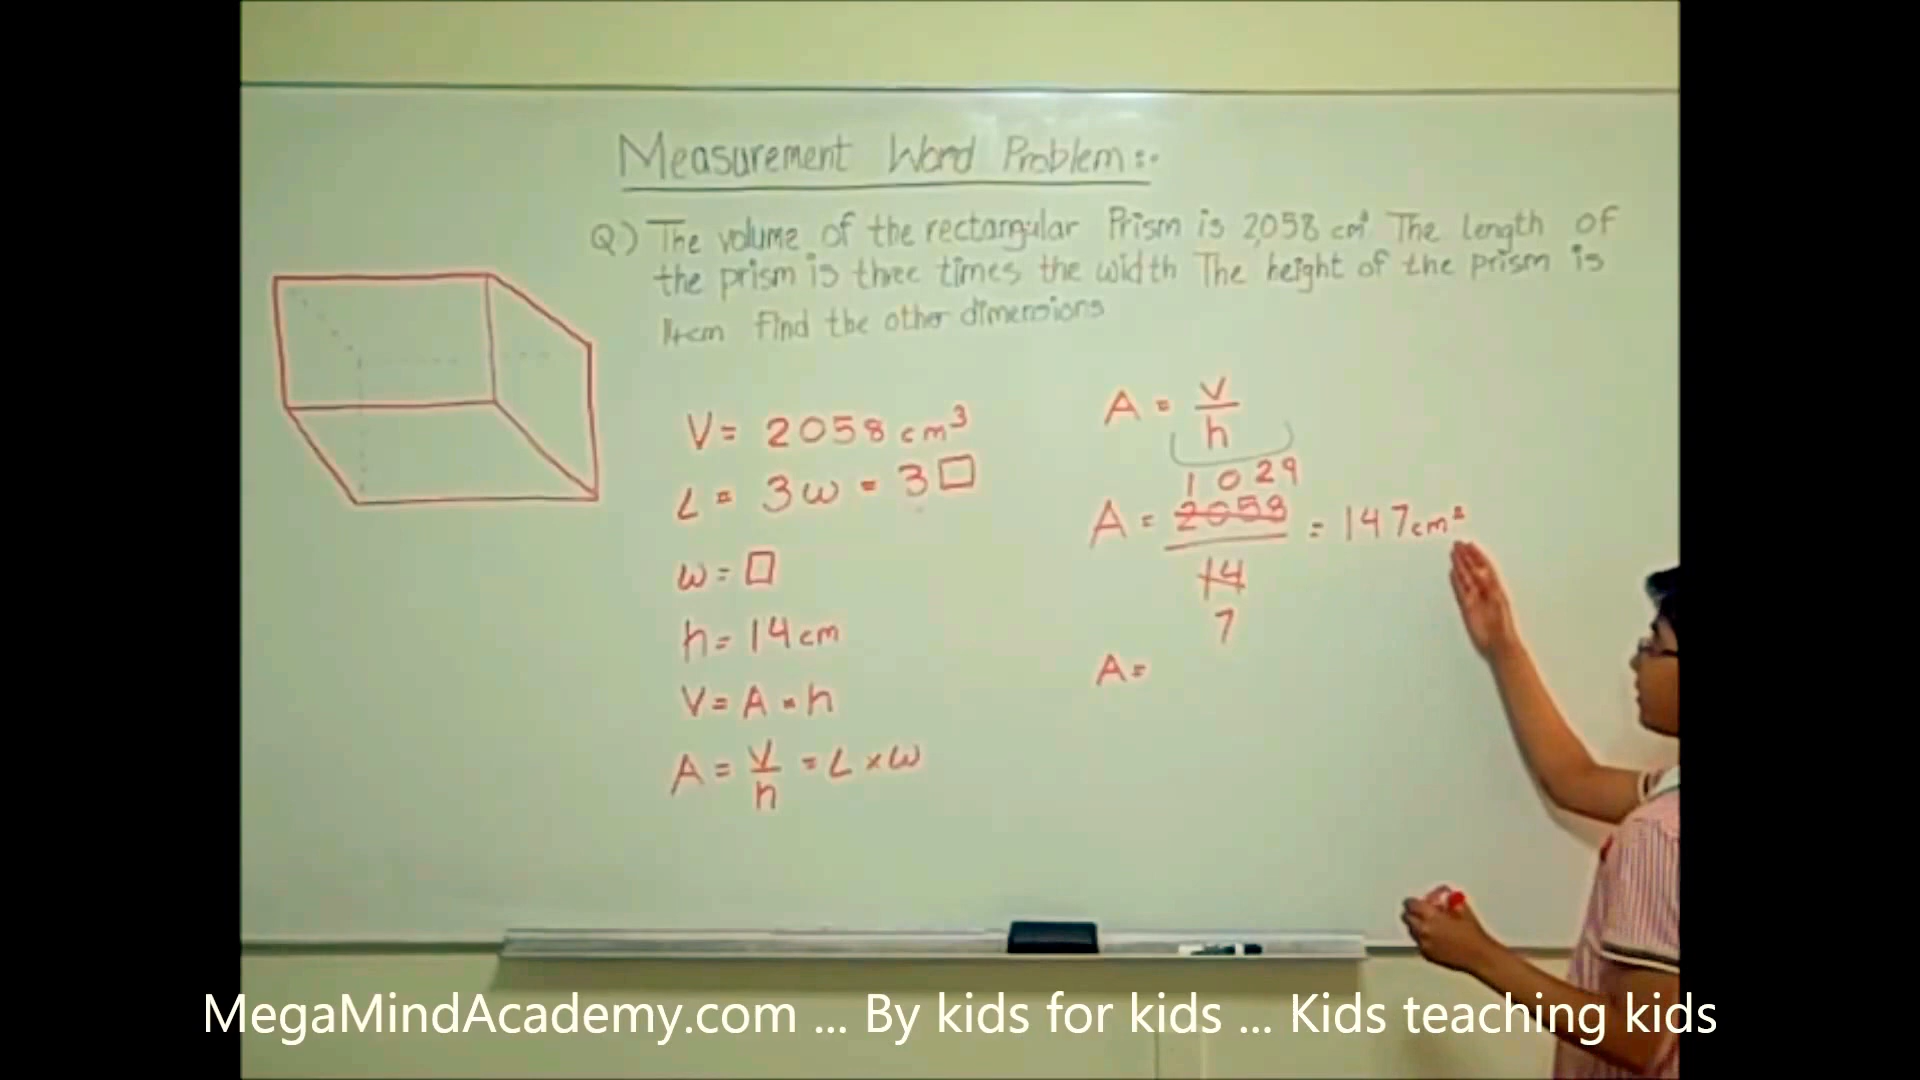 Measurement Word Problem:-
Q) The volume of the rectangular Prism is 2,058 cm³ The length of
the prism is three times the width The height of the prism is
14cm Find the other dimensions
V = 2058 cm³
L = 3w = 3□
w = □
h = 14cm
V = A × h
A = V/h = L × w
A = V/h
1029
A = 2058/14 = 147cm²
7
A =
MegaMindAcademy.com ... By kids for kids ... Kids teaching kids